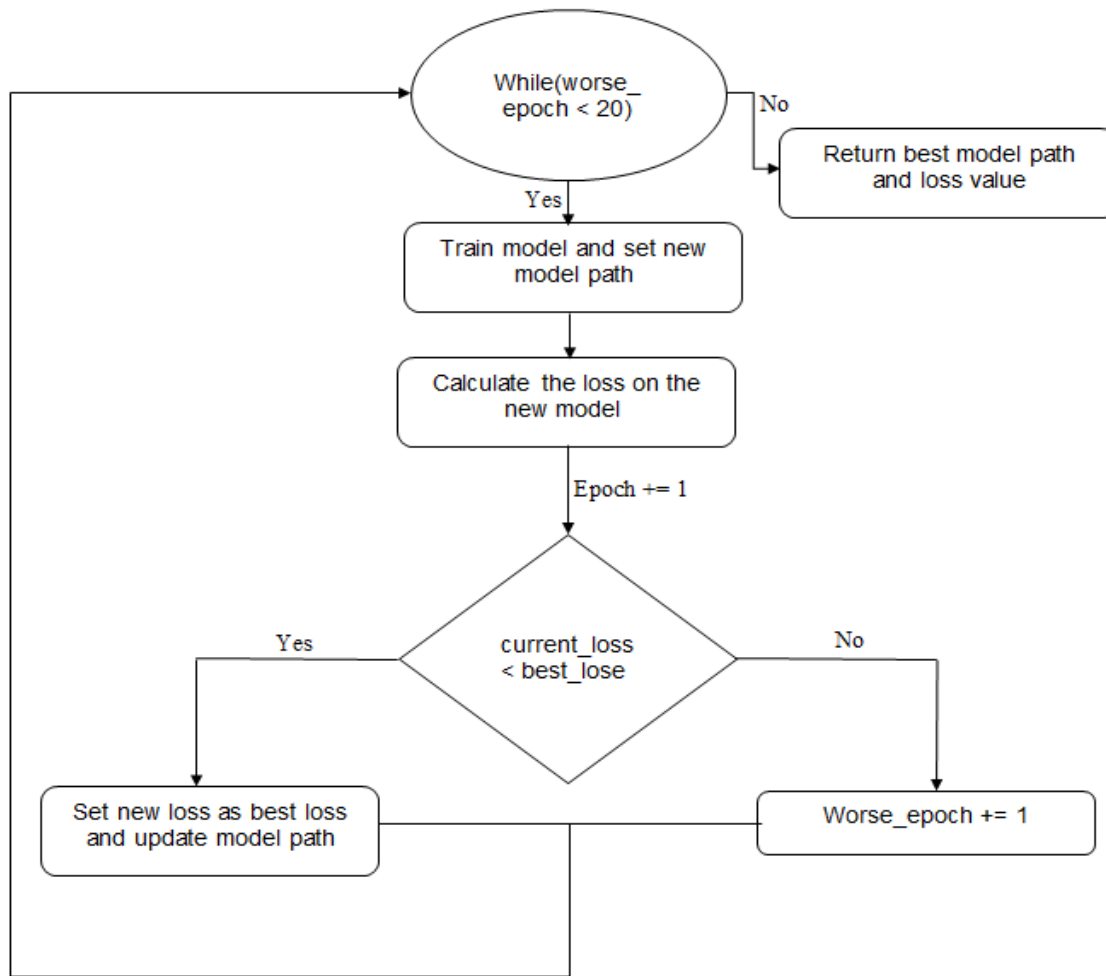 While(worse_
epoch < 20)
No
Return best model path
and loss value
Yes
Train model and set new
model path
Calculate the loss on the
new model
Epoch += 1
current_loss
< best_lose
Yes
No
Set new loss as best loss
and update model path
Worse_epoch += 1